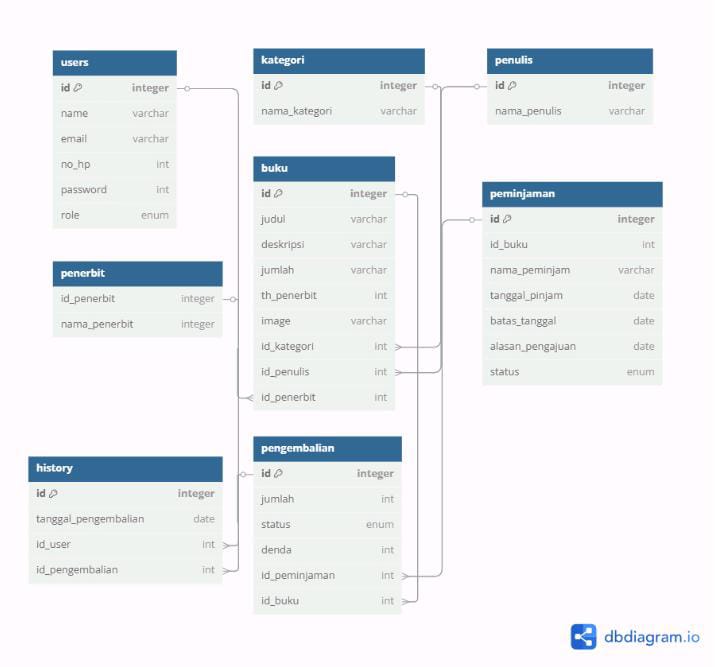 users
id integer
name varchar
email varchar
no_hp int
password int
role enum
kategori
id integer
nama_kategori varchar
penulis
id integer
nama_penulis varchar
buku
id integer
judul varchar
deskripsi varchar
jumlah varchar
th_penerbit int
image varchar
id_kategori int
id_penulis int
id_penerbit int
peminjaman
id integer
id_buku int
nama_peminjam varchar
tanggal_pinjam date
batas_tanggal date
alasan_pengajuan date
status enum
penerbit
id_penerbit integer
nama_penerbit integer
history
id integer
tanggal_pengembalian date
id_user int
id_pengembalian int
pengembalian
id integer
jumlah int
status enum
denda int
id_peminjaman int
id_buku int
dbdiagram.io